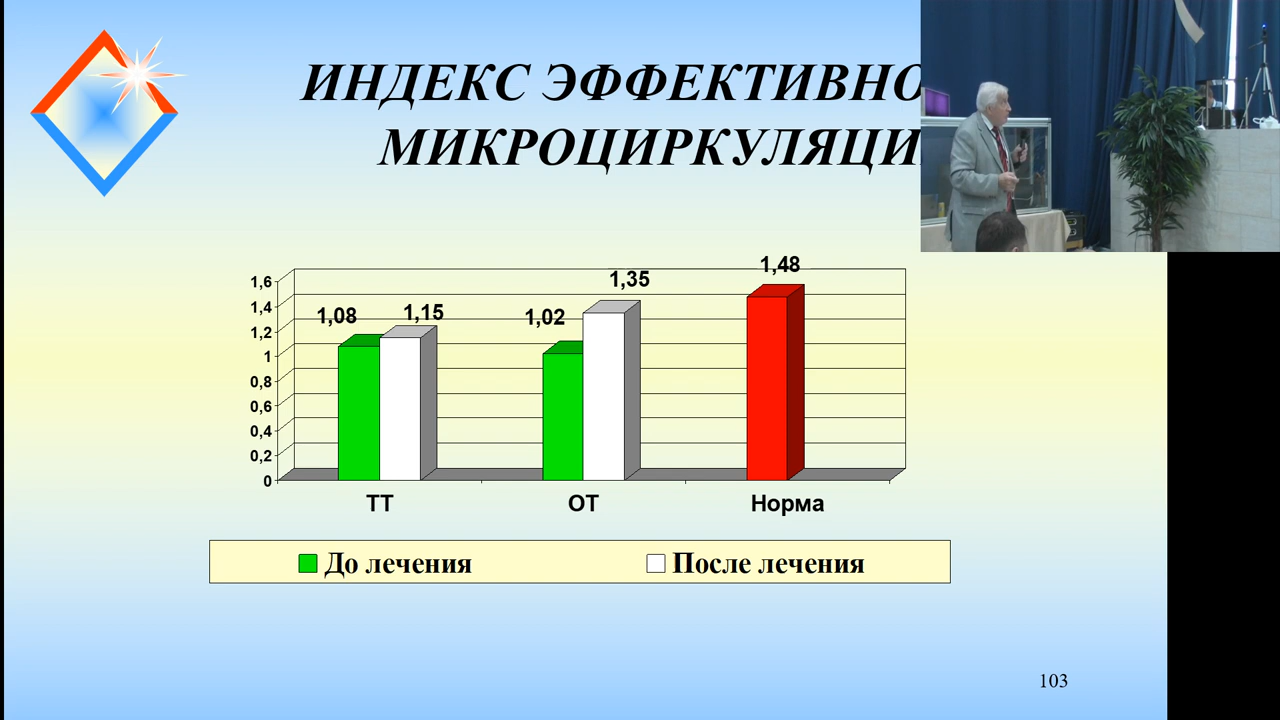 ИНДЕКС ЭФФЕКТИВНО
МИКРОЦИРКУЛЯЦИ
1,6
1,4
1,2
1
0,8
0,6
0,4
0,2
0
1,08
1,15
1,02
1,35
1,48
ТТ
ОТ
Норма
До лечения
После лечения
103